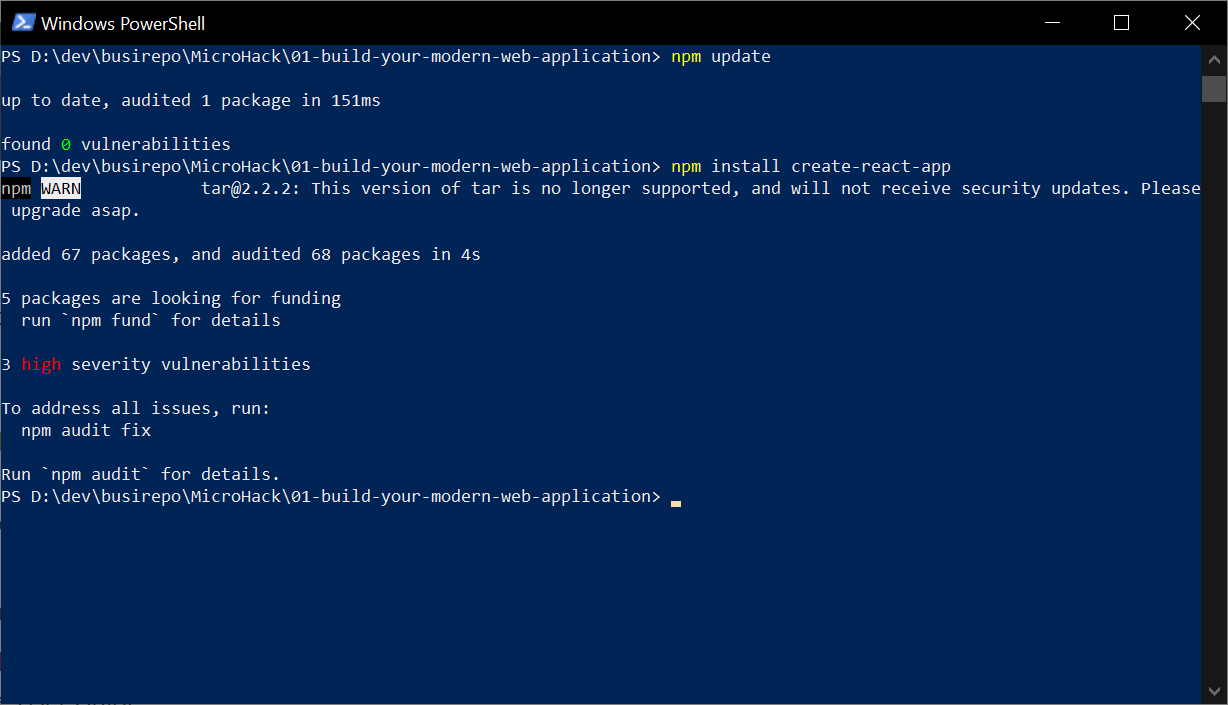 Windows PowerShell
PS D:\dev\busirepo\MicroHack\01-build-your-modern-web-application> npm update
up to date, audited 1 package in 151ms
found 0 vulnerabilities
PS D:\dev\busirepo\MicroHack\01-build-your-modern-web-application> npm install create-react-app
npm WARN            tar@2.2.2: This version of tar is no longer supported, and will not receive security updates. Please
 upgrade asap.
added 67 packages, and audited 68 packages in 4s
5 packages are looking for funding
  run `npm fund` for details
3 high severity vulnerabilities
To address all issues, run:
  npm audit fix
Run `npm audit` for details.
PS D:\dev\busirepo\MicroHack\01-build-your-modern-web-application>